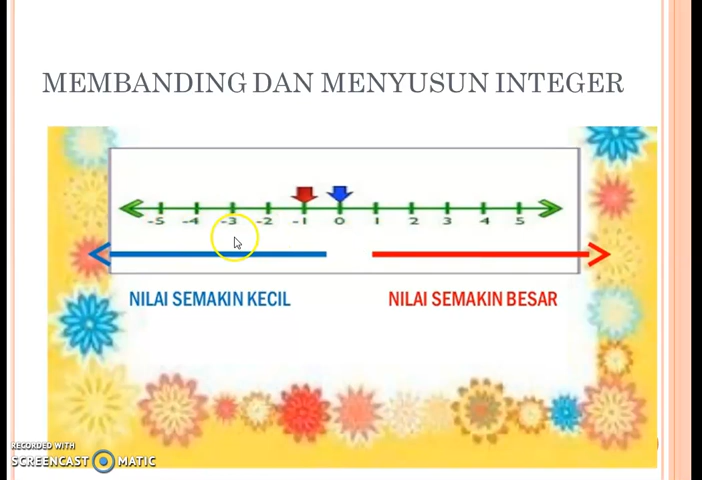 MEMBANDING DAN MENYUSUN INTEGER
-5 -4 -3 -2 -1 0 1 2 3 4 5
NILAI SEMAKIN KECIL NILAI SEMAKIN BESAR
RECORDED WITH
SCREENCAST MATIC